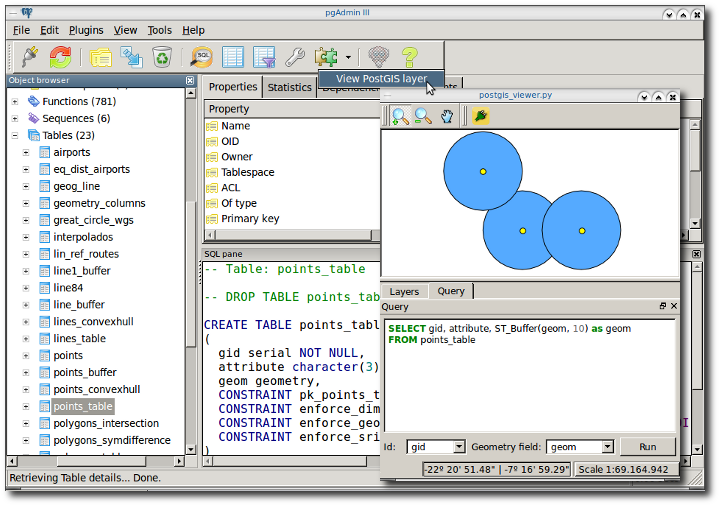 pgAdmin III
File Edit Plugins View Tools Help
SQL
View PostGIS layer
Object browser
Functions (781)
Sequences (6)
Tables (23)
airports
eq_dist_airports
geog_line
geometry_columns
great_circle_wgs
interpolados
lin_ref_routes
line1_buffer
line84
line_buffer
lines_convexhull
lines_table
points
points_buffer
points_convexhull
points_table
polygons_intersection
polygons_symdifference
Properties Statistics
Property
Name
OID
Owner
Tablespace
ACL
Of type
Primary key
SQL pane
-- Table: points_table
-- DROP TABLE points_tab
CREATE TABLE points_tabl
(
gid serial NOT NULL,
attribute character(3)
geom geometry,
CONSTRAINT pk_points_t
CONSTRAINT enforce_dim
CONSTRAINT enforce_geo
CONSTRAINT enforce_sri
)
postgis_viewer.py
Layers Query
Query
SELECT gid, attribute, ST_Buffer(geom, 10) as geom
FROM points_table
Id: gid Geometry field: geom Run
-22º 20' 51.48" | -7º 16' 59.29" Scale 1:69.164.942
Retrieving Table details... Done.